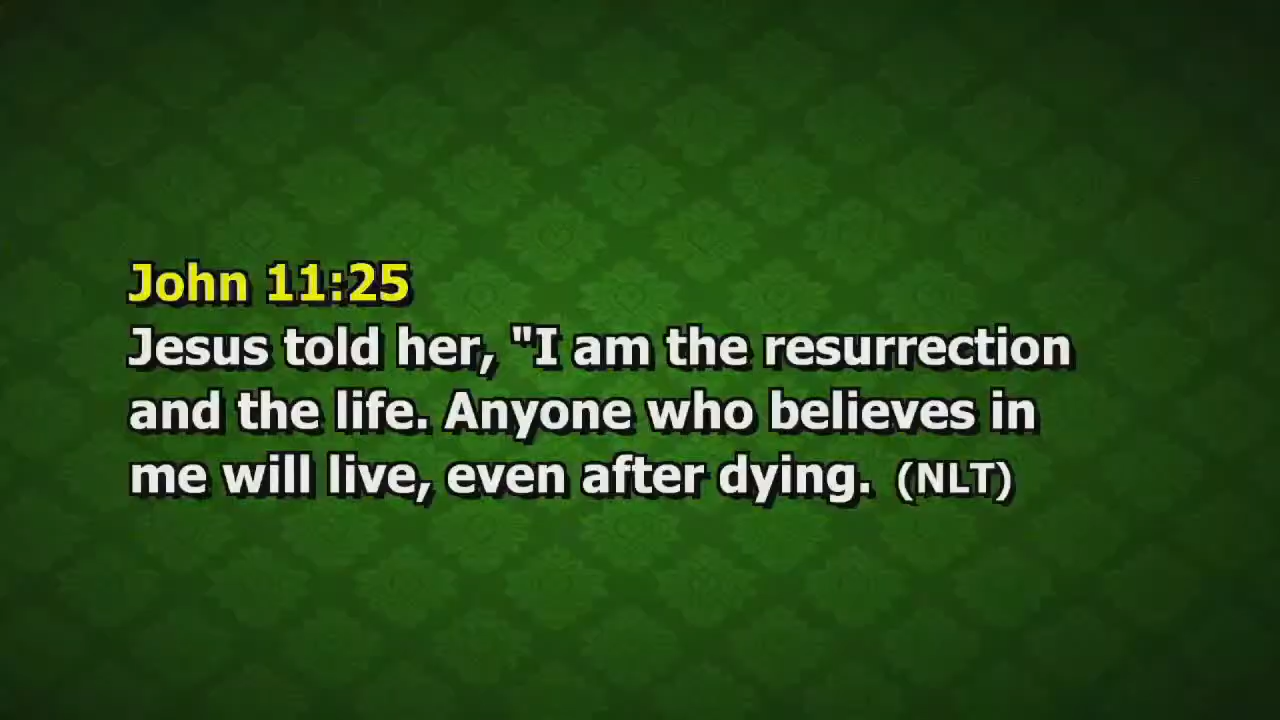 John 11:25
Jesus told her, "I am the resurrection
and the life. Anyone who believes in
me will live, even after dying. (NLT)